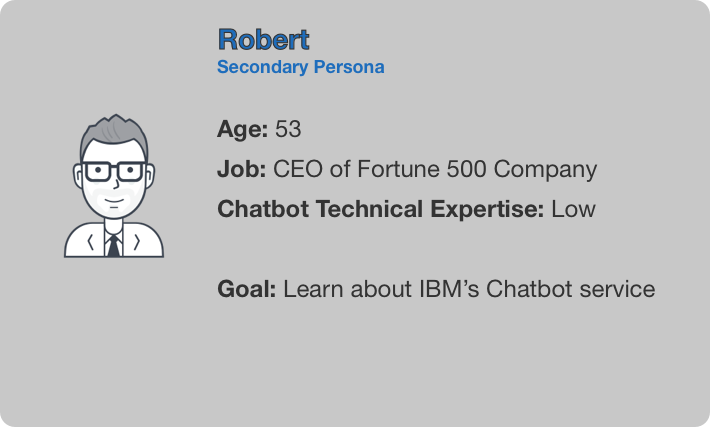 Robert
Secondary Persona
Age: 53
Job: CEO of Fortune 500 Company
Chatbot Technical Expertise: Low
Goal: Learn about IBM’s Chatbot service